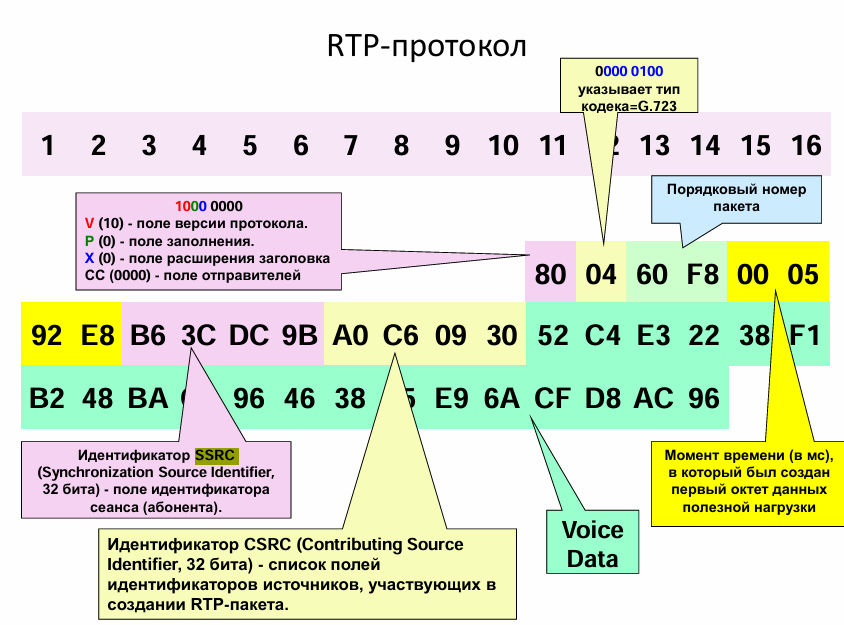 RTP-протокол
0000 0100
указывает тип
кодека=G.723
1 2 3 4 5 6 7 8 9 10 11 13 14 15 16
Порядковый номер
пакета
1000 0000
V (10) - поле версии протокола.
P (0) - поле заполнения.
X (0) - поле расширения заголовка
CC (0000) - поле отправителей
80 04 60 F8 00 05
92 E8 B6 3C DC 9B A0 C6 09 30 52 C4 E3 22 38 F1
B2 48 BA 96 46 38 E9 6A CF D8 AC 96
Идентификатор SSRC
(Synchronization Source Identifier,
32 бита) - поле идентификатора
сеанса (абонента).
Момент времени (в мс),
в который был создан
первый октет данных
полезной нагрузки
Идентификатор CSRC (Contributing Source
Identifier, 32 бита) - список полей
идентификаторов источников, участвующих в
создании RTP-пакета.
Voice
Data